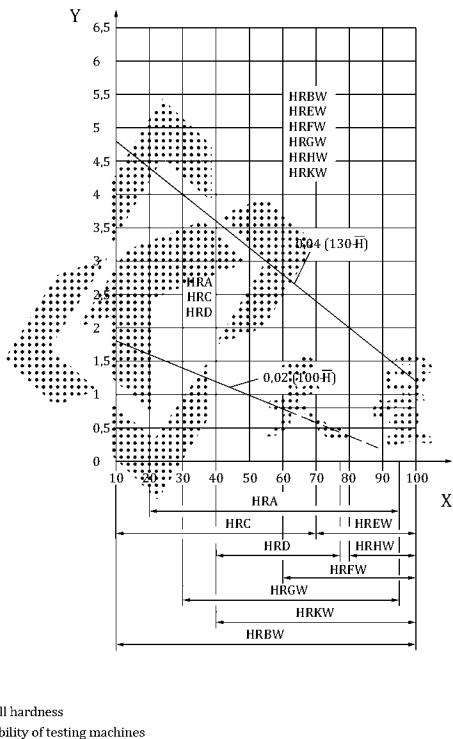 Y
6,5
6
5,5
5
4,5
4
3,5
3
2,5
2
1,5
1
0,5
0
HRBW
HREW
HRFW
HRGW
HRHW
HRKW
0,04 (130-H̅)
HRA
HRC
HRD
0,02 (100-H̅)
10 20 30 40 50 60 70 80 90 100
X
HRA
HRC HREW
HRD HRHW
HRFW
HRGW
HRKW
HRBW
ll hardness
bility of testing machines